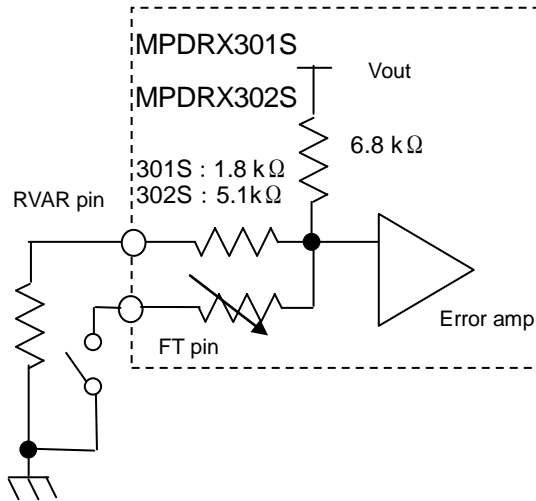 MPDRX301S
Vout
MPDRX302S
6.8 kΩ
301S : 1.8 kΩ
302S : 5.1kΩ
RVAR pin
Error amp
FT pin